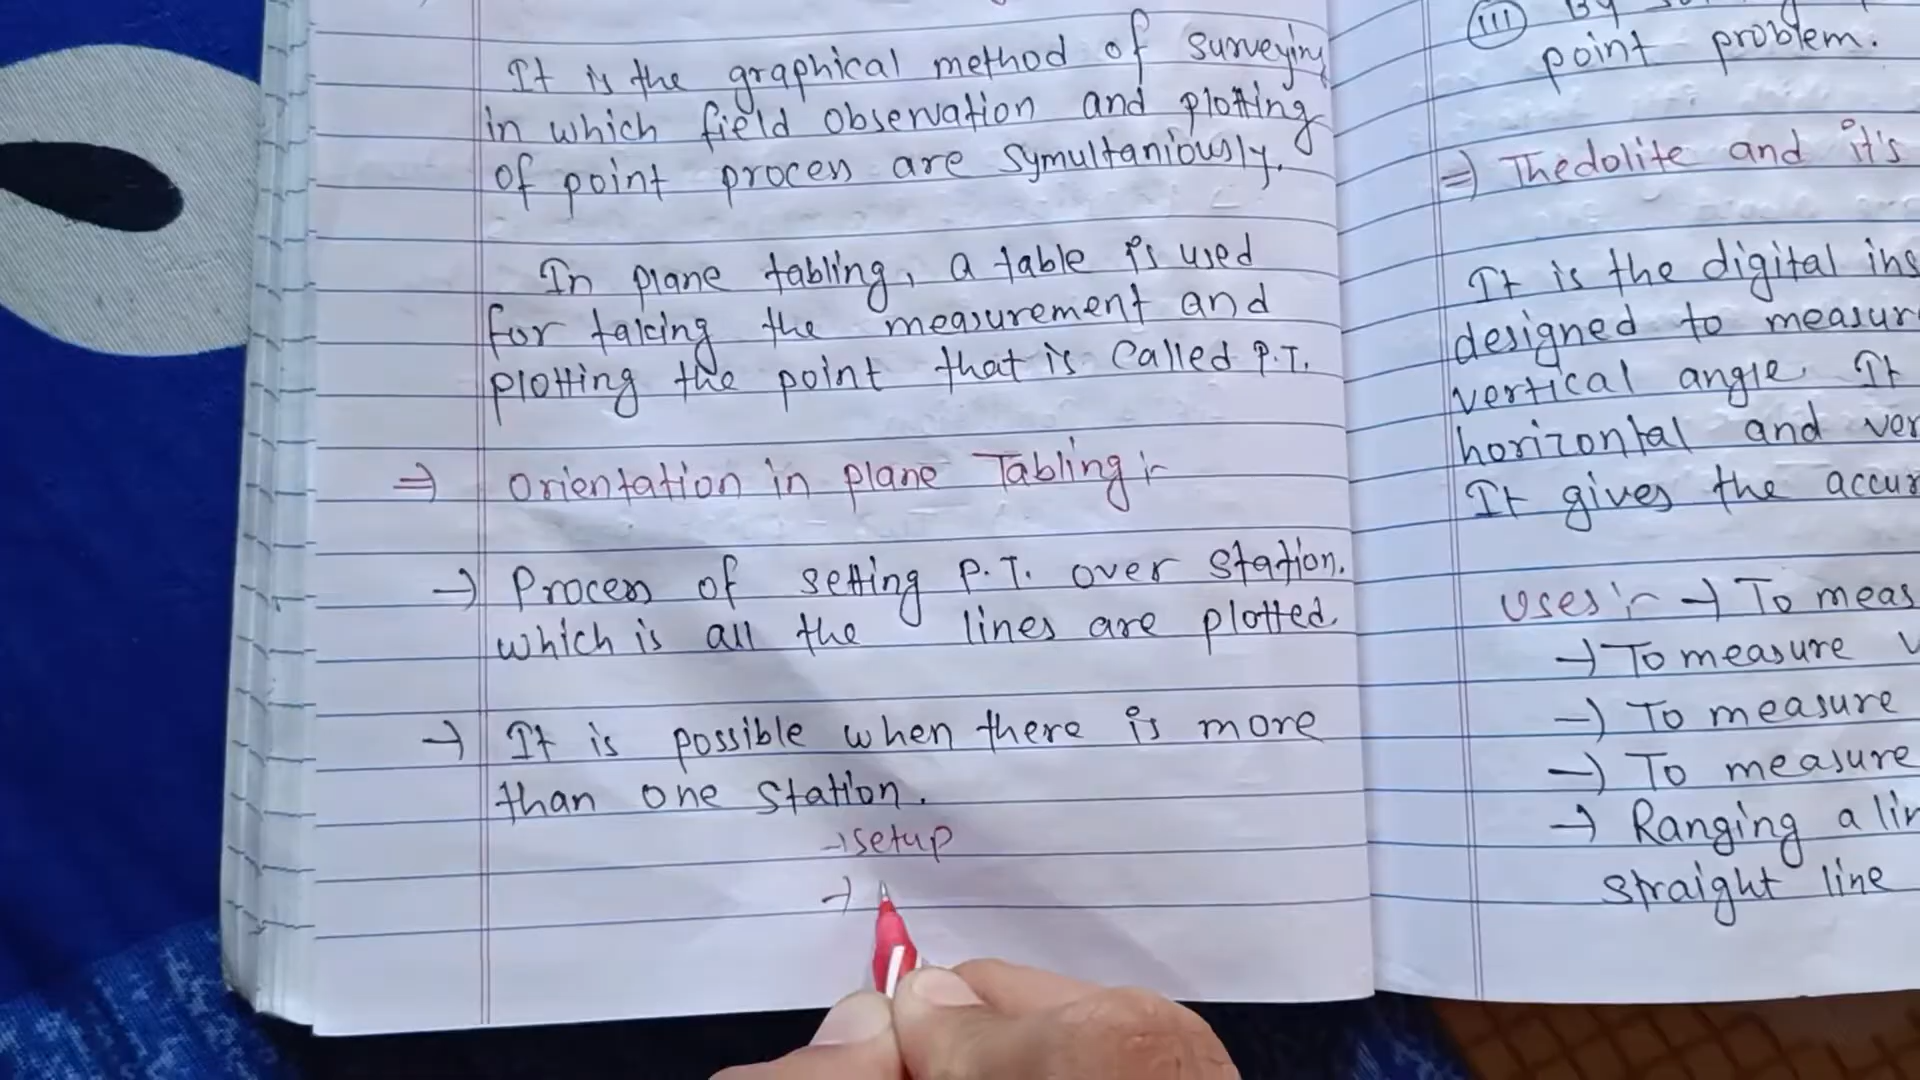 It is the graphical method of surveying
in which field observation and plotting
of point process are symultaniously.
In plane tabling, a table is used
for taking the measurement and
plotting the point that is called P.T.
⇒ Orientation in plane Tabling :-
→ Process of setting P.T. over station.
which is all the lines are plotted.
→ It is possible when there is more
than one station.
→ setup
→
(III) By
point problem.
⇒ Thedolite and it's
It is the digital ins
designed to measur
vertical angle. It
horizontal and ver
It gives the accur
Uses :- → To meas
→ To measure v
→ To measure
→ To measure
→ Ranging a lin
straight line